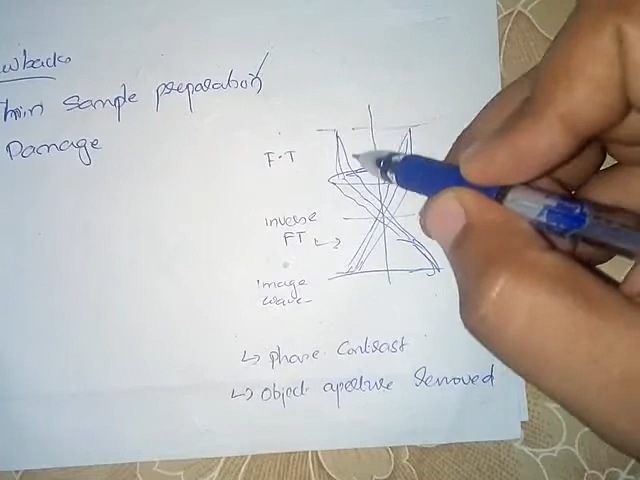 wbacks
Thin Sample preparation
Damage
F.T
inverse
FT
image
wave
phase Contrast
Object aperture removed